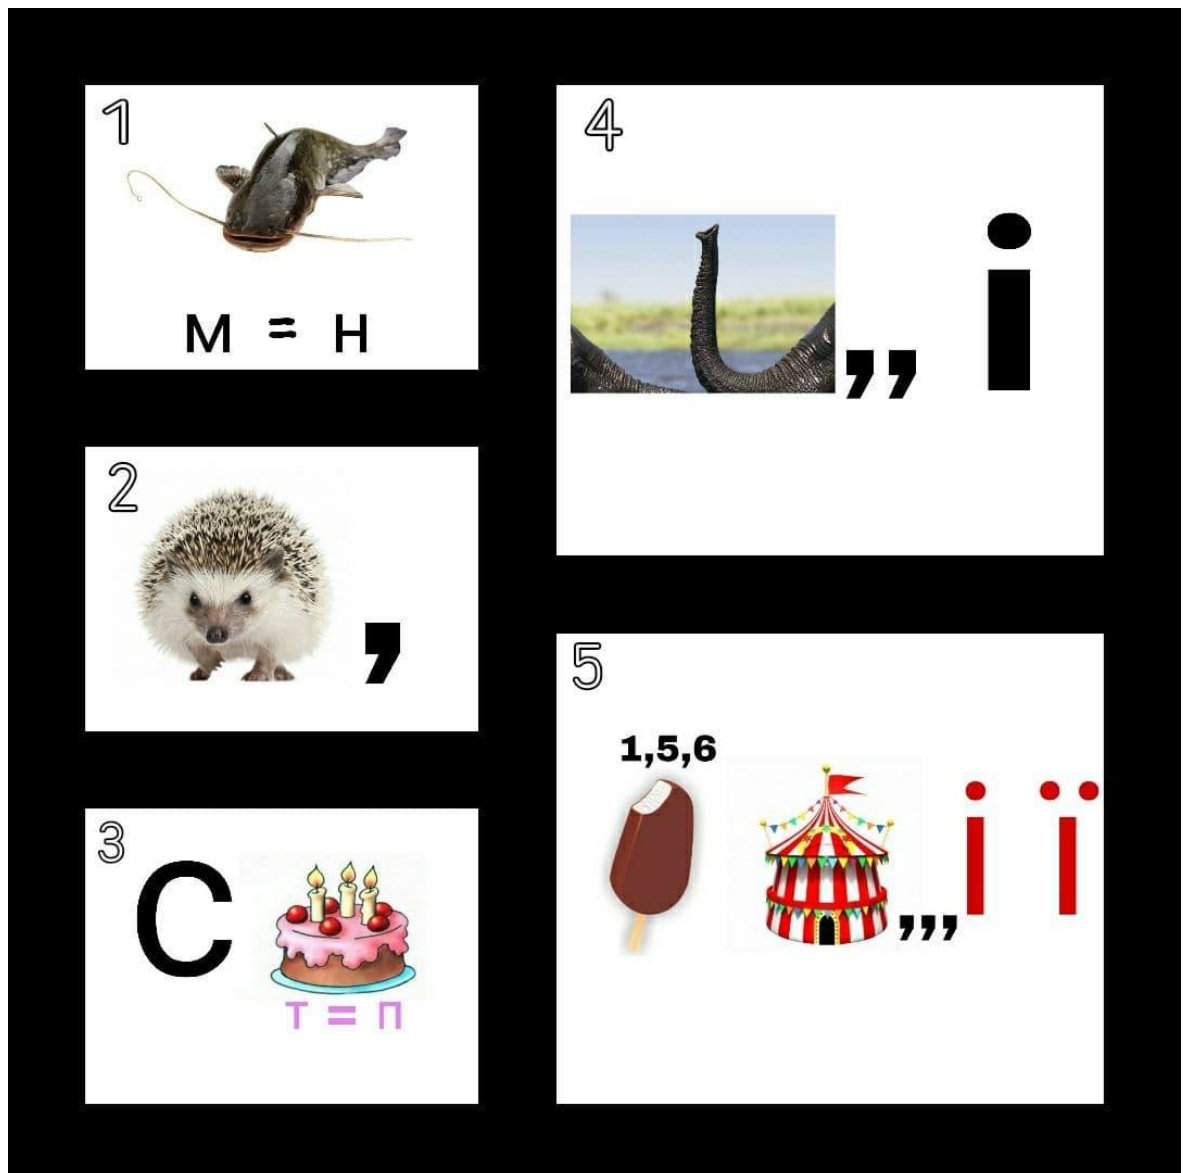 1
М = Н
2
,
3
С
Т = П
4
,, і
5
1,5,6
,,, і ї